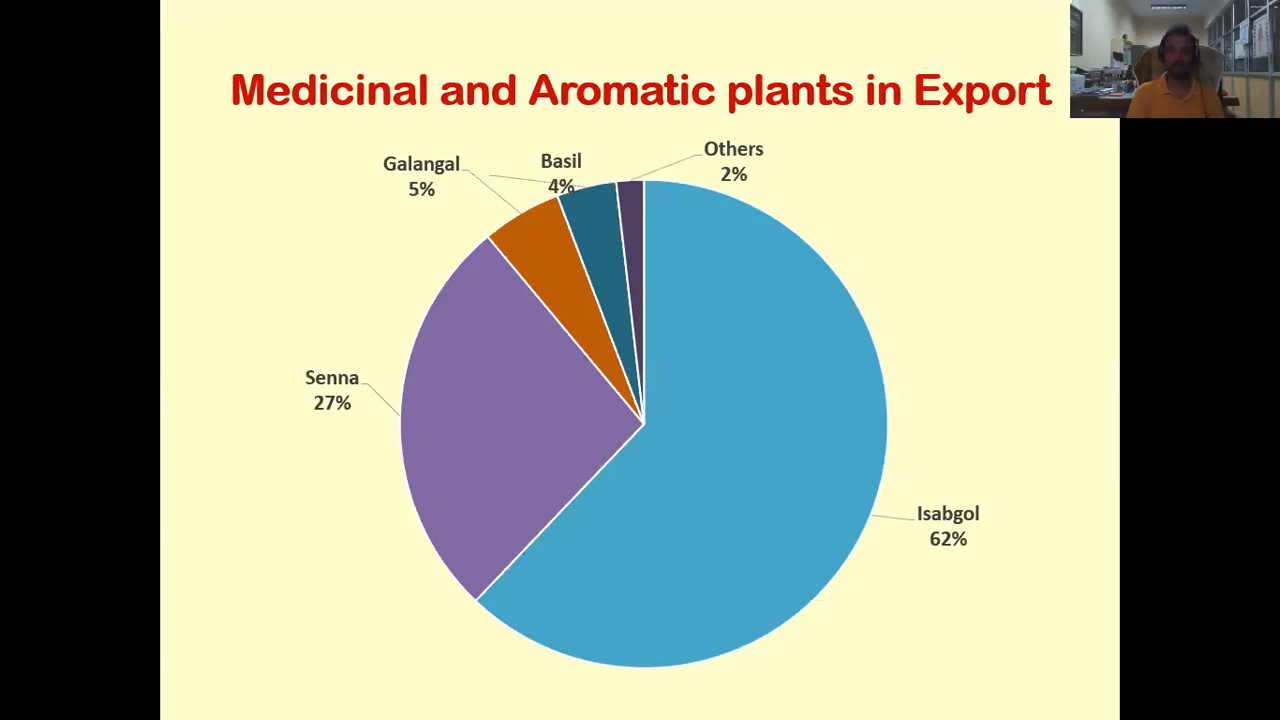 Medicinal and Aromatic plants in Export
Others
2%
Basil
4%
Galangal
5%
Senna
27%
Isabgol
62%